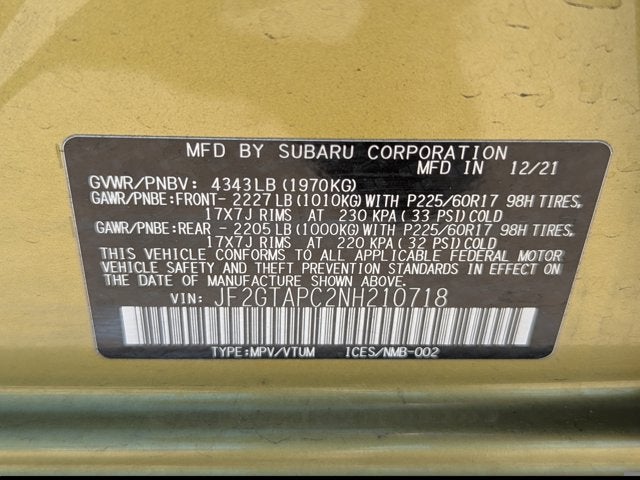 MFD BY SUBARU CORPORATION
MFD IN 12/21
GVWR/PNBV: 4343LB(1970KG)
GAWR/PNBE:FRONT- 2227LB(1010KG)WITH P225/60R17 98H TIRES,
17X7J RIMS AT 230 KPA(33 PSI)COLD
GAWR/PNBE:REAR - 2205LB(1000KG)WITH P225/60R17 98H TIRES,
17X7J RIMS AT 220 KPA(32 PSI)COLD
THIS VEHICLE CONFORMS TO ALL APPLICABLE FEDERAL MOTOR
VEHICLE SAFETY AND THEFT PREVENTION STANDARDS IN EFFECT ON
THE DATE OF MANUFACTURE SHOWN ABOVE.
VIN: JF2GTAPC2NH210718
TYPE:MPV/VTUM ICES/NMB-002